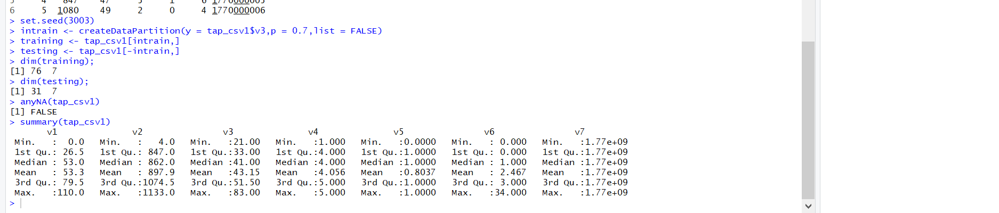 5 4 847 47 5 1 6 1770000005
6 5 1080 49 2 0 4 1770000006
> set.seed(3003)
> intrain <- createDataPartition(y = tap_csv1$v3,p = 0.7,list = FALSE)
> training <- tap_csv1[intrain,]
> testing <- tap_csv1[-intrain,]
> dim(training);
[1] 76  7
> dim(testing);
[1] 31  7
> anyNA(tap_csv1)
[1] FALSE
> summary(tap_csv1)
v1 v2 v3 v4 v5 v6 v7
Min.   :  0.0   Min.   :   4.0   Min.   :21.00   Min.   :1.000   Min.   :0.0000   Min.   : 0.000   Min.   :1.77e+09
1st Qu.: 26.5   1st Qu.: 847.0   1st Qu.:33.00   1st Qu.:4.000   1st Qu.:1.0000   1st Qu.: 0.000   1st Qu.:1.77e+09
Median : 53.0   Median : 862.0   Median :41.00   Median :4.000   Median :1.0000   Median : 1.000   Median :1.77e+09
Mean   : 53.3   Mean   : 897.9   Mean   :43.15   Mean   :4.056   Mean   :0.8037   Mean   : 2.467   Mean   :1.77e+09
3rd Qu.: 79.5   3rd Qu.:1074.5   3rd Qu.:51.50   3rd Qu.:5.000   3rd Qu.:1.0000   3rd Qu.: 3.000   3rd Qu.:1.77e+09
Max.   :110.0   Max.   :1133.0   Max.   :83.00   Max.   :5.000   Max.   :1.0000   Max.   :34.000   Max.   :1.77e+09
>